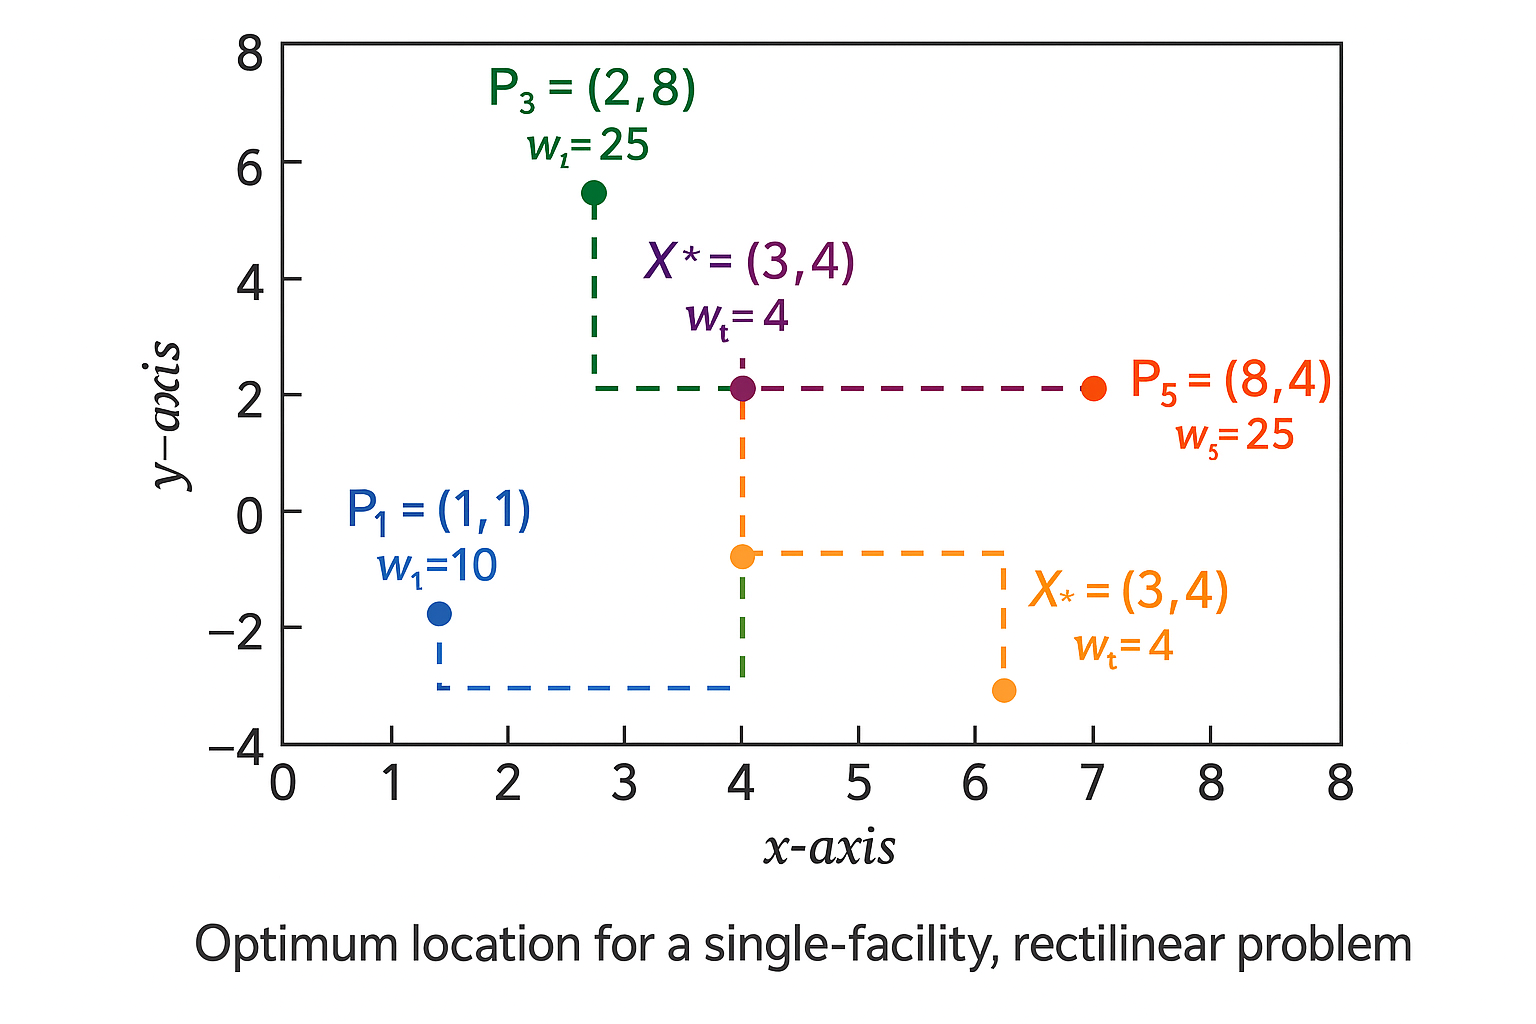 8
P₃ = (2,8)
w₁= 25
6
X* = (3,4)
wₜ= 4
4
P₅ = (8,4)
w₅= 25
2
y–axis
P₁ = (1,1)
w₁=10
0
X* = (3,4)
wₜ= 4
−2
−4
0 1 2 3 4 5 6 7 8 8
x-axis
Optimum location for a single-facility, rectilinear problem